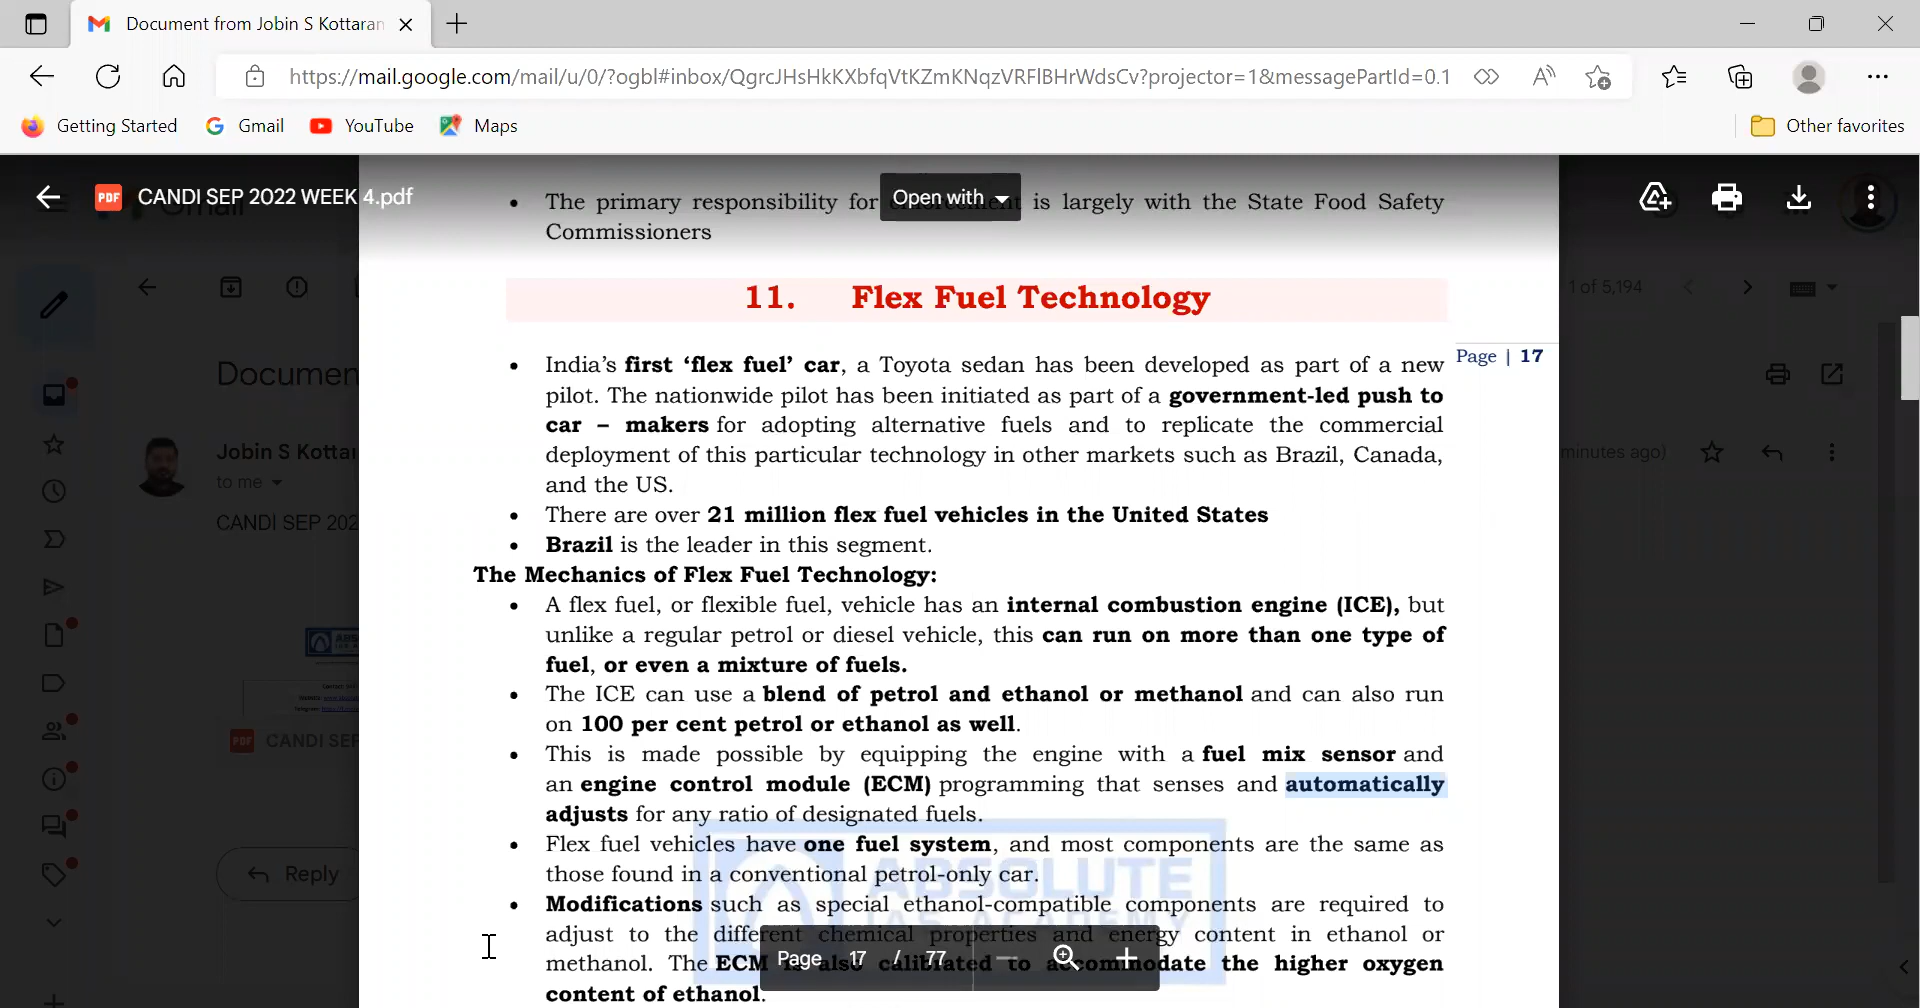 Document from Jobin S Kottaran
https://mail.google.com/mail/u/0/?ogbl#inbox/QgrcJHsHkKXbfqVtKZmKNqzVRFlBHrWdsCv?projector=1&messagePartId=0.1
Getting Started
Gmail
YouTube
Maps
Other favorites
PDF
CANDI SEP 2022 WEEK 4.pdf
Open with
• The primary responsibility for enforcement is largely with the State Food Safety
Commissioners
11. Flex Fuel Technology
1 of 5,194
Page | 17
• India’s first ‘flex fuel’ car, a Toyota sedan has been developed as part of a new
pilot. The nationwide pilot has been initiated as part of a government-led push to
car – makers for adopting alternative fuels and to replicate the commercial
deployment of this particular technology in other markets such as Brazil, Canada,
and the US.
• There are over 21 million flex fuel vehicles in the United States
• Brazil is the leader in this segment.
The Mechanics of Flex Fuel Technology:
• A flex fuel, or flexible fuel, vehicle has an internal combustion engine (ICE), but
unlike a regular petrol or diesel vehicle, this can run on more than one type of
fuel, or even a mixture of fuels.
• The ICE can use a blend of petrol and ethanol or methanol and can also run
on 100 per cent petrol or ethanol as well.
• This is made possible by equipping the engine with a fuel mix sensor and
an engine control module (ECM) programming that senses and automatically
adjusts for any ratio of designated fuels.
• Flex fuel vehicles have one fuel system, and most components are the same as
those found in a conventional petrol-only car.
• Modifications such as special ethanol-compatible components are required to
adjust to the different chemical properties and energy content in ethanol or
methanol. The ECM is also calibrated to accommodate the higher oxygen
content of ethanol.
ABSOLUTE
IAS ACADEMY
Page 17 / 77
Documen
Jobin S Kottar
to me
minutes ago)
CANDI SEP 202
PDF
CANDI SEP
Reply